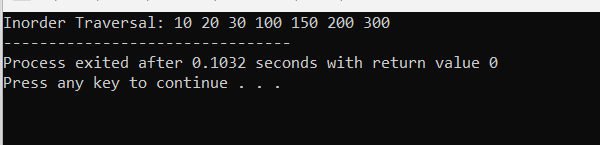 Inorder Traversal: 10 20 30 100 150 200 300
--------------------------------
Process exited after 0.1032 seconds with return value 0
Press any key to continue . . .